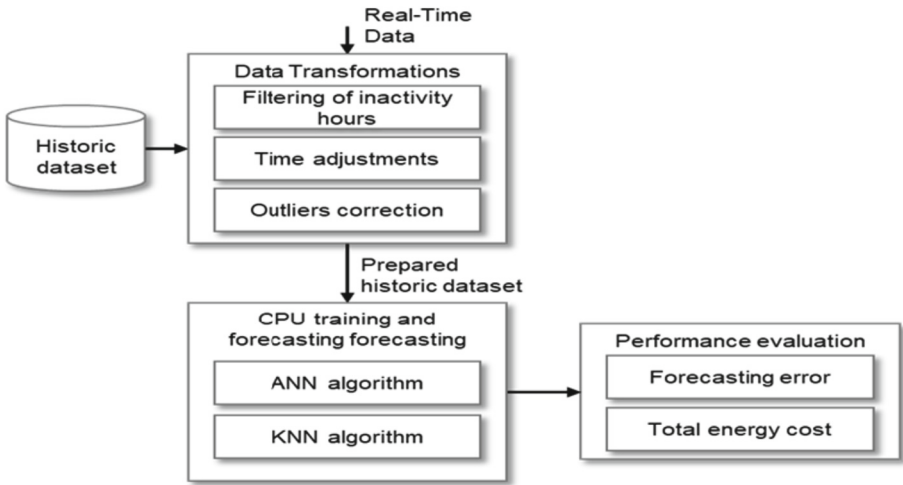 Real-Time
Data
Data Transformations
Filtering of inactivity
hours
Historic
dataset
Time adjustments
Outliers correction
Prepared
historic dataset
CPU training and
forecasting forecasting
ANN algorithm
KNN algorithm
Performance evaluation
Forecasting error
Total energy cost